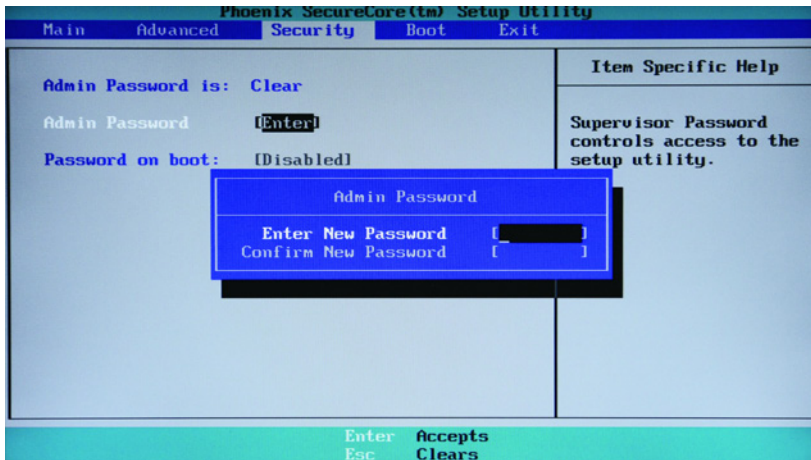 Phoenix SecureCore(tm) Setup Utility
Main Advanced Security Boot Exit
Item Specific Help
Admin Password is: Clear
Admin Password [Enter]
Supervisor Password
controls access to the
setup utility.
Password on boot: [Disabled]
Admin Password
Enter New Password [ ]
Confirm New Password [ ]
Enter Accepts
Esc Clears